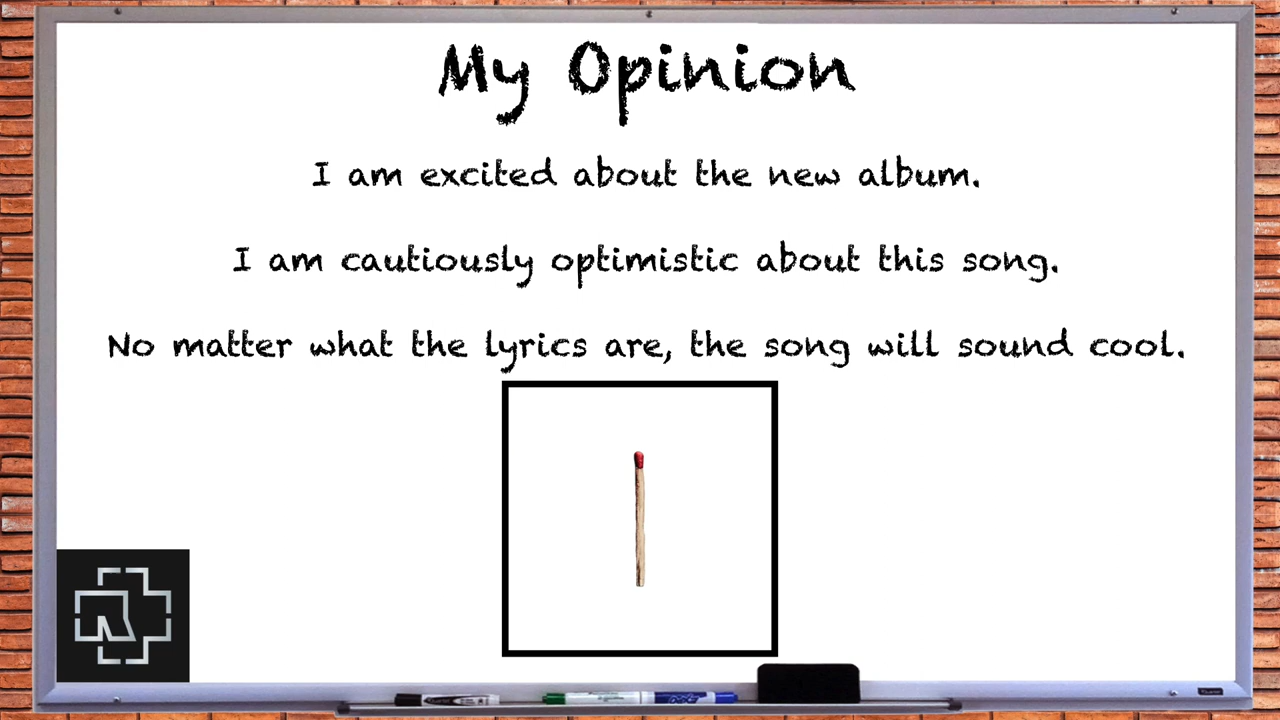 My Opinion
I am excited about the new album.
I am cautiously optimistic about this song.
No matter what the lyrics are, the song will sound cool.